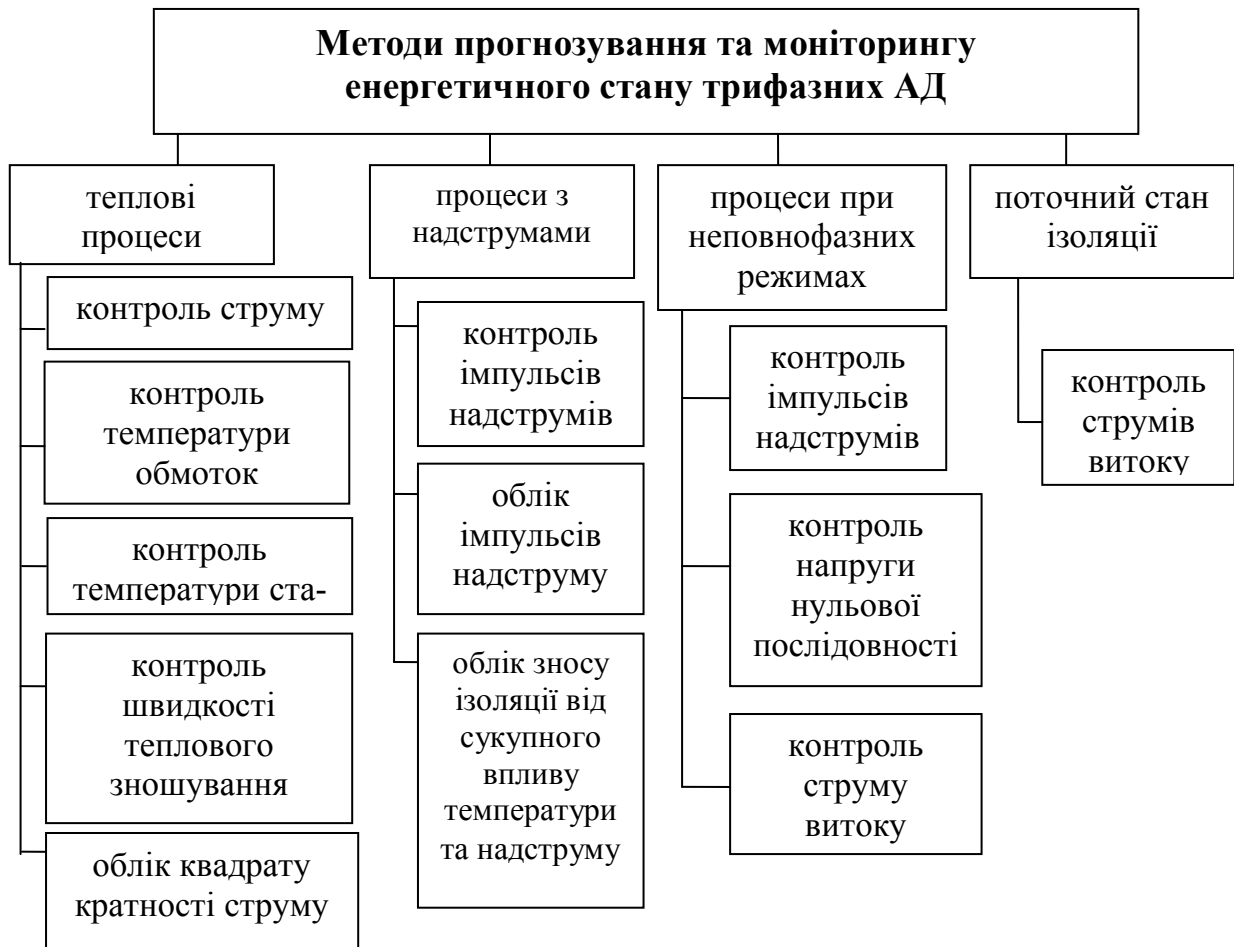 Методи прогнозування та моніторингу
енергетичного стану трифазних АД
теплові
процеси
контроль струму
контроль
температури
обмоток
контроль
температури ста-
контроль
швидкості
теплового
зношування
облік квадрату
кратності струму
процеси з
надструмами
контроль
імпульсів
надструмів
облік
імпульсів
надструму
облік зносу
ізоляції від
сукупного
впливу
температури
та надструму
процеси при
неповнофазних
режимах
контроль
імпульсів
надструмів
контроль
напруги
нульової
послідовності
контроль
струму
витоку
поточний стан
ізоляції
контроль
струмів
витоку